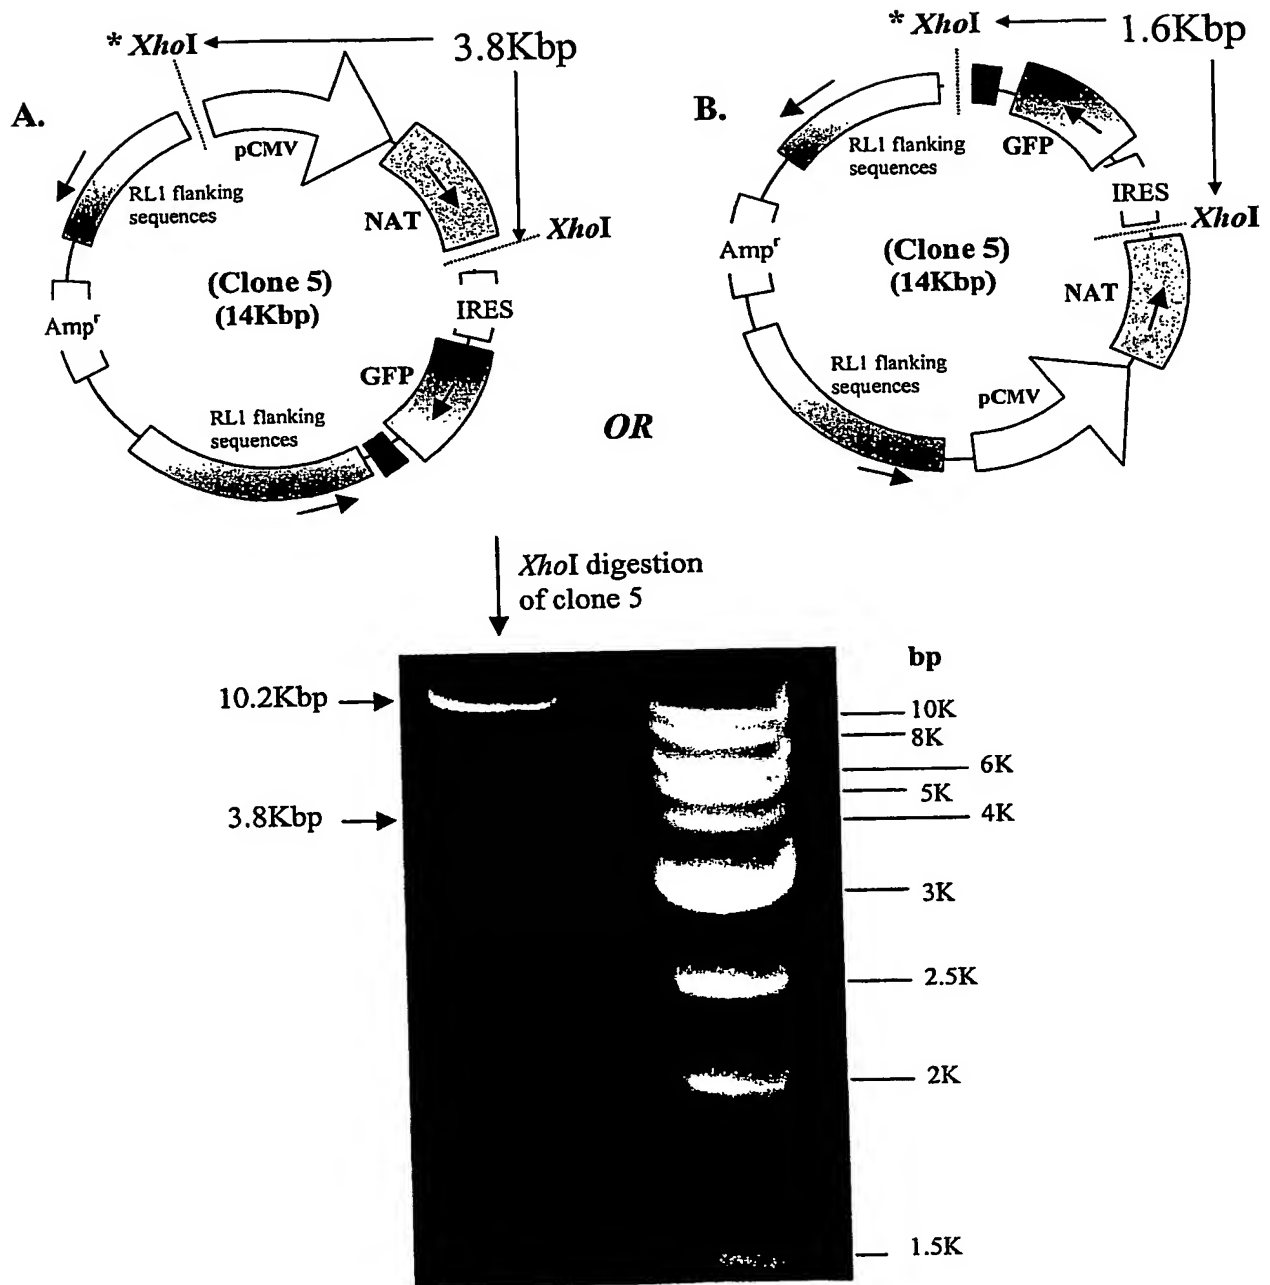 A.
* XhoI
3.8Kbp
pCMV
RL1 flanking
sequences
NAT
XhoI
(Clone 5)
(14Kbp)
Ampr
IRES
GFP
RL1 flanking
sequences
OR
B.
* XhoI
1.6Kbp
RL1 flanking
sequences
GFP
IRES
XhoI
Ampr
(Clone 5)
(14Kbp)
NAT
RL1 flanking
sequences
pCMV
XhoI digestion
of clone 5
bp
10.2Kbp
10K
8K
6K
5K
3.8Kbp
4K
3K
2.5K
2K
1.5K